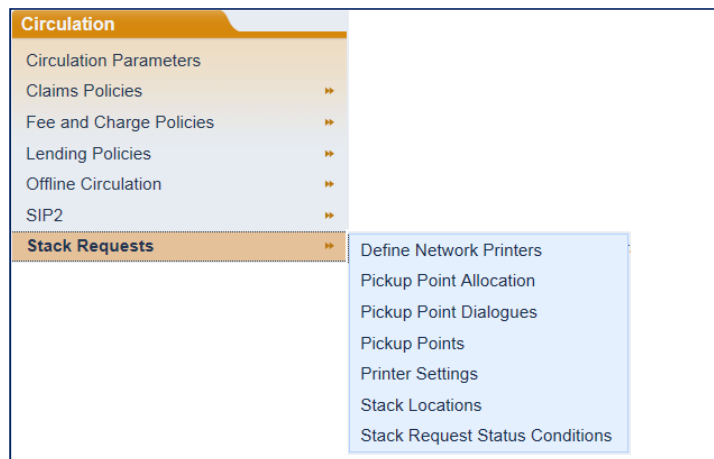 Circulation
Circulation Parameters
Claims Policies
Fee and Charge Policies
Lending Policies
Offline Circulation
SIP2
Stack Requests
Define Network Printers
Pickup Point Allocation
Pickup Point Dialogues
Pickup Points
Printer Settings
Stack Locations
Stack Request Status Conditions